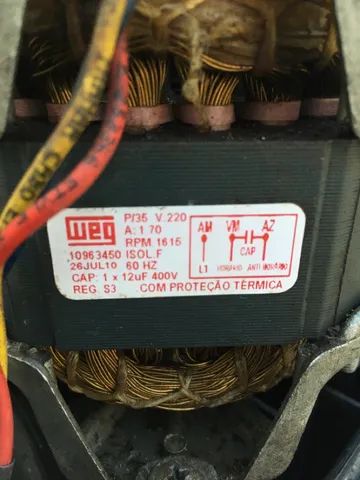 weg
P/35 V.220
A: 1.70
RPM 1615
10963450 ISOL.F
26JUL10 60 HZ
CAP: 1 x 12uF 400V
REG. S3 COM PROTEÇÃO TÉRMICA
AM VM AZ
CAP
L1 HORÁRIO ANTI HORÁRIO